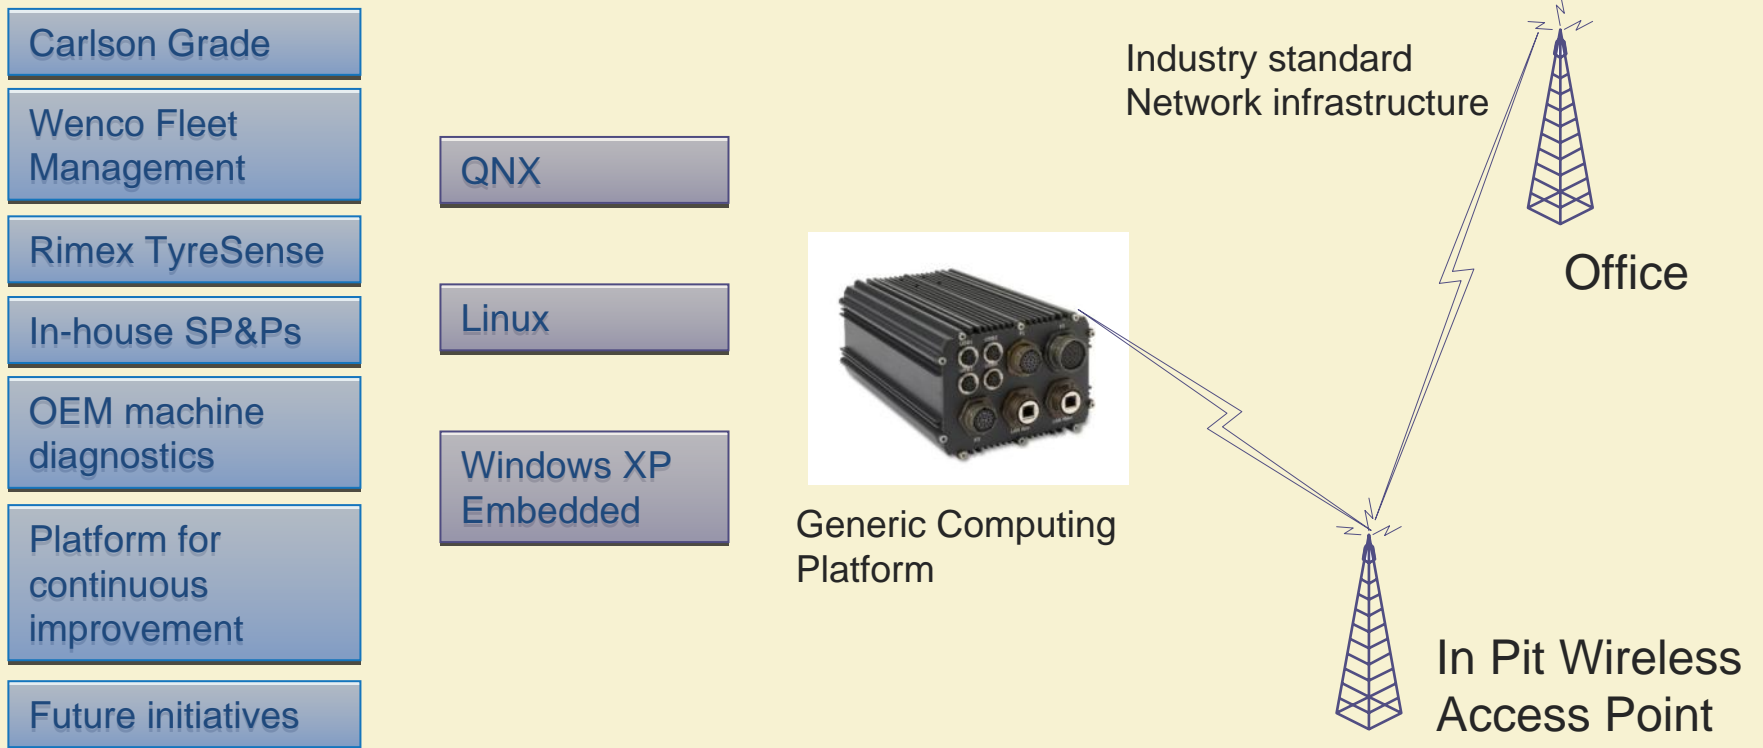 Carlson Grade
Wenco Fleet
Management
Rimex TyreSense
In-house SP&Ps
OEM machine
diagnostics
Platform for
continuous
improvement
Future initiatives
QNX
Linux
Windows XP
Embedded
Generic Computing
Platform
Industry standard
Network infrastructure
Office
In Pit Wireless
Access Point